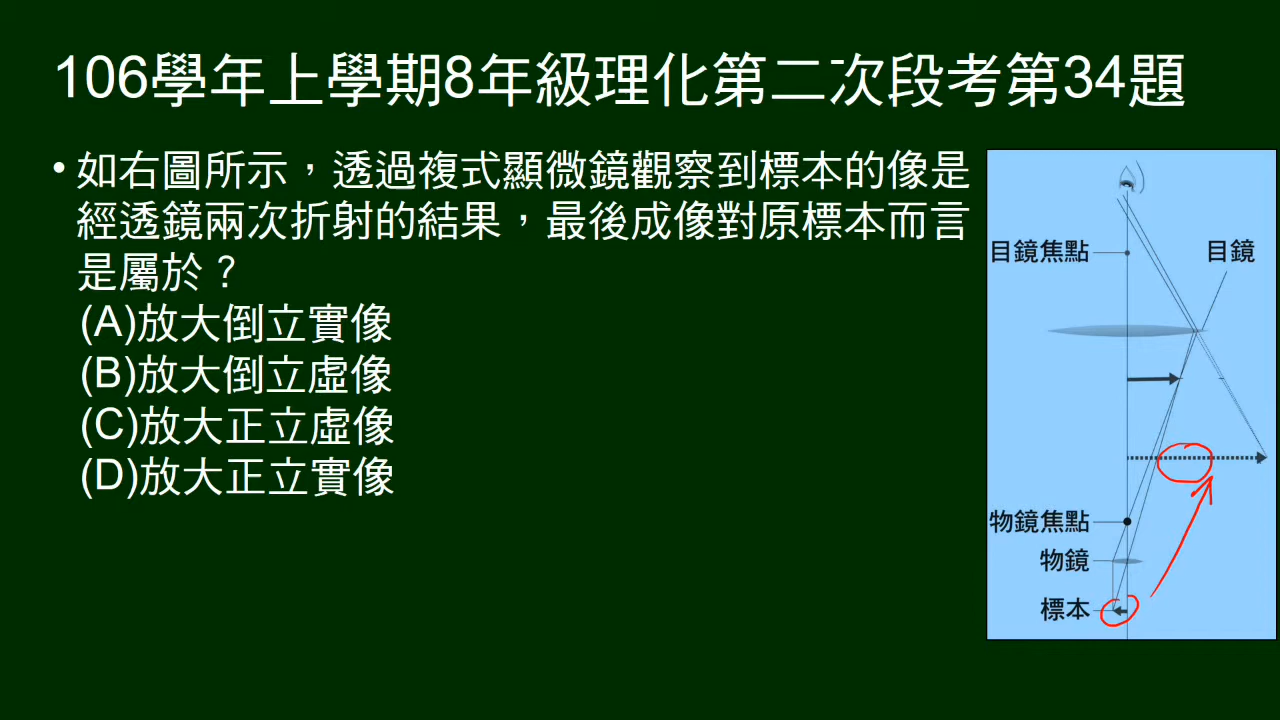 106學年上學期8年級理化第二次段考第34題
•如右圖所示，透過複式顯微鏡觀察到標本的像是
經透鏡兩次折射的結果，最後成像對原標本而言
是屬於？
(A)放大倒立實像
(B)放大倒立虛像
(C)放大正立虛像
(D)放大正立實像
目鏡焦點
目鏡
物鏡焦點
物鏡
標本